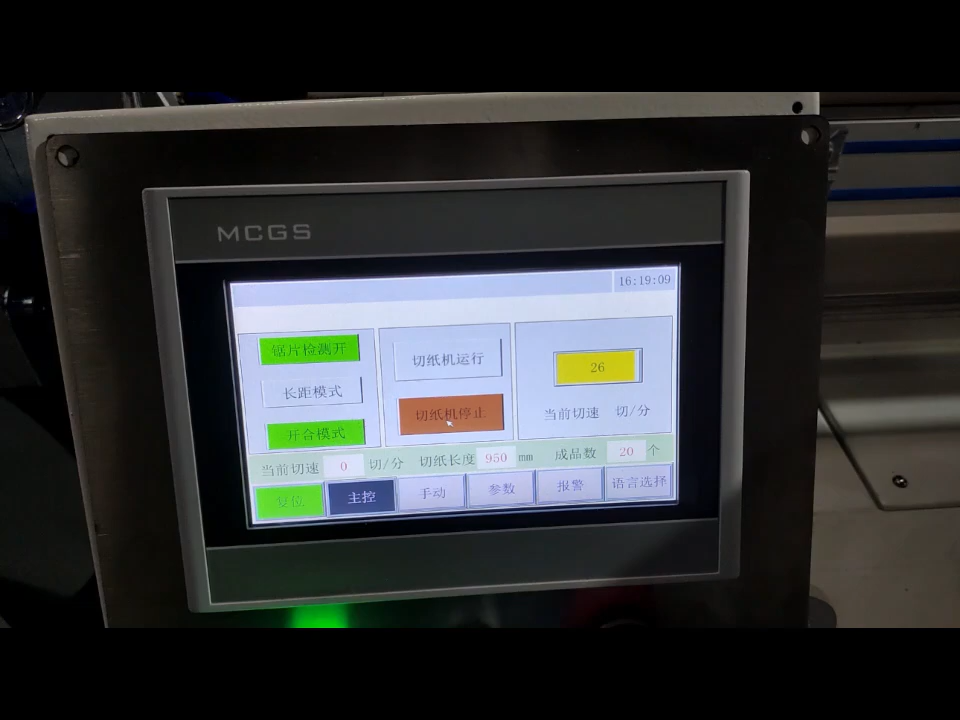 MCGS
16:19:09
锯片检测开
长距模式
开合模式
切纸机运行
切纸机停止
26
当前切速 切/分
当前切速 0 切/分 切纸长度 950 mm 成品数 20 个
复位 主控 手动 参数 报警 语言选择